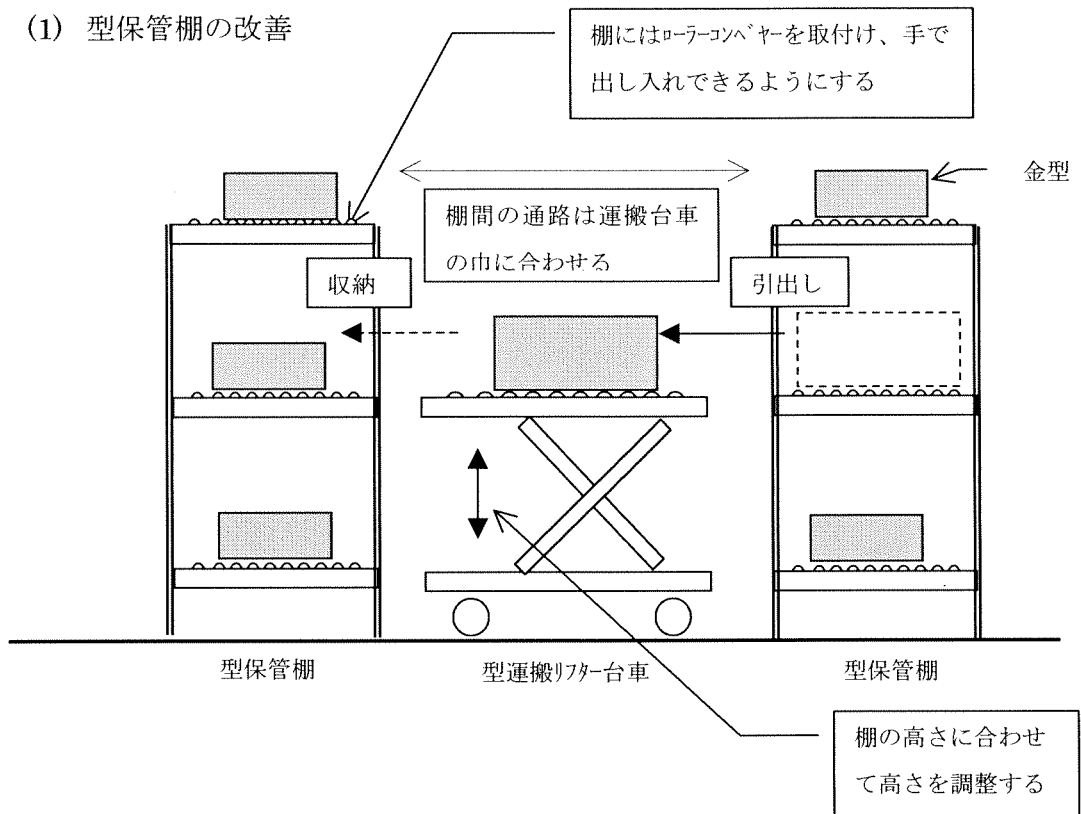 (1) 型保管棚の改善
棚にはﾛｰﾗｰｺﾝﾍﾞﾔｰを取付け、手で
出し入れできるようにする
金型
棚間の通路は運搬台車
の巾に合わせる
収納
引出し
型保管棚
型運搬ﾘﾌﾀｰ台車
型保管棚
棚の高さに合わせ
て高さを調整する